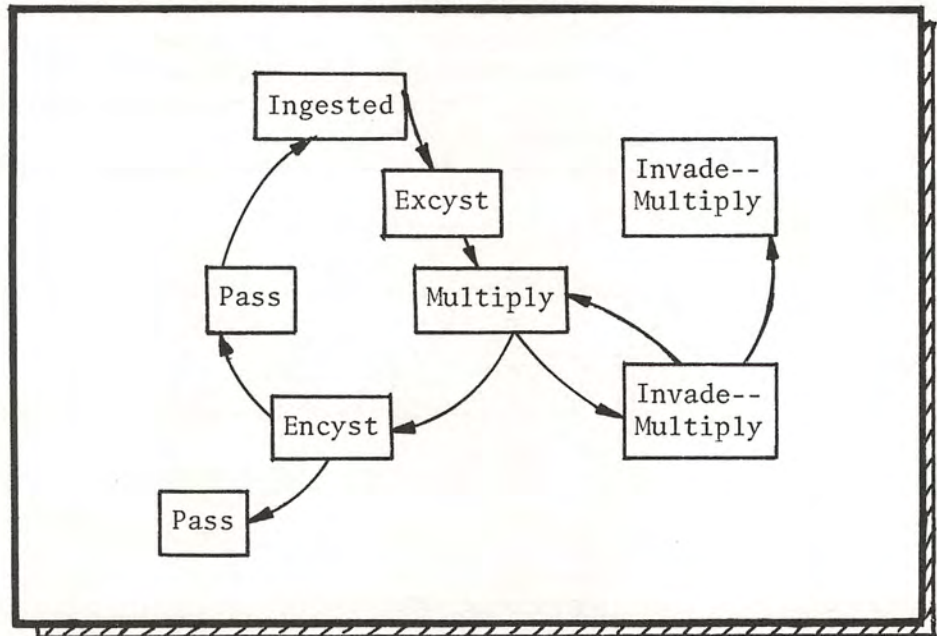 Ingested
Invade--
Multiply
Excyst
Pass
Multiply
Encyst
Invade--
Multiply
Pass